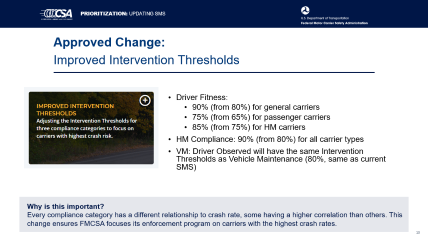 FMCSA
PRIORITIZATION: UPDATING SMS
U.S. Department of Transportation
Federal Motor Carrier Safety Administration
Approved Change:
Improved Intervention Thresholds
IMPROVED INTERVENTION
THRESHOLDS
Adjusting the Intervention Thresholds for
three compliance categories to focus on
carriers with highest crash risk.
• Driver Fitness:
• 90% (from 80%) for general carriers
• 75% (from 65%) for passenger carriers
• 85% (from 75%) for HM carriers
• HM Compliance: 90% (from 80%) for all carrier types
• VM: Driver Observed will have the same Intervention
Thresholds as Vehicle Maintenance (80%, same as current
SMS)
Why is this important?
Every compliance category has a different relationship to crash rate, some having a higher correlation than others. This
change ensures FMCSA focuses its enforcement program on carriers with the highest crash rates.